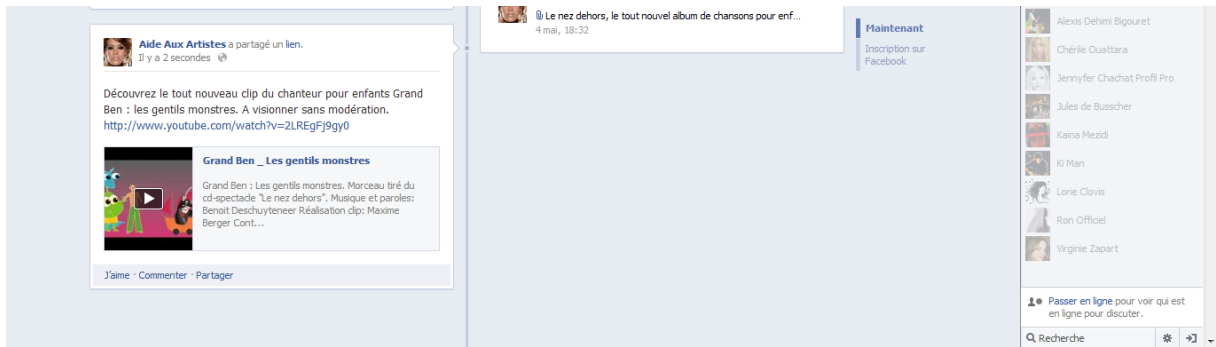 Le nez dehors, le tout nouvel album de chansons pour enf...
4 mai, 18:32
Aide Aux Artistes a partagé un lien.
Il y a 2 secondes
Découvrez le tout nouveau clip du chanteur pour enfants Grand
Ben : les gentils monstres. A visionner sans modération.
http://www.youtube.com/watch?v=2LREgFj9gy0
Grand Ben _ Les gentils monstres
Grand Ben : Les gentils monstres. Morceau tiré du
cd-spectacle "Le nez dehors". Musique et paroles:
Benoit Deschuyteneer Réalisation clip: Maxime
Berger Cont...
J'aime · Commenter · Partager
Maintenant
Inscription sur
Facebook
Alexis Dehimi Bigouret
Chérile Ouattara
Jennyfer Chachat Profil Pro
Jules de Busscher
Kaina Mezidi
Ki Man
Lorie Clovis
Ron Officiel
Virginie Zapart
Passer en ligne pour voir qui est
en ligne pour discuter.
Recherche